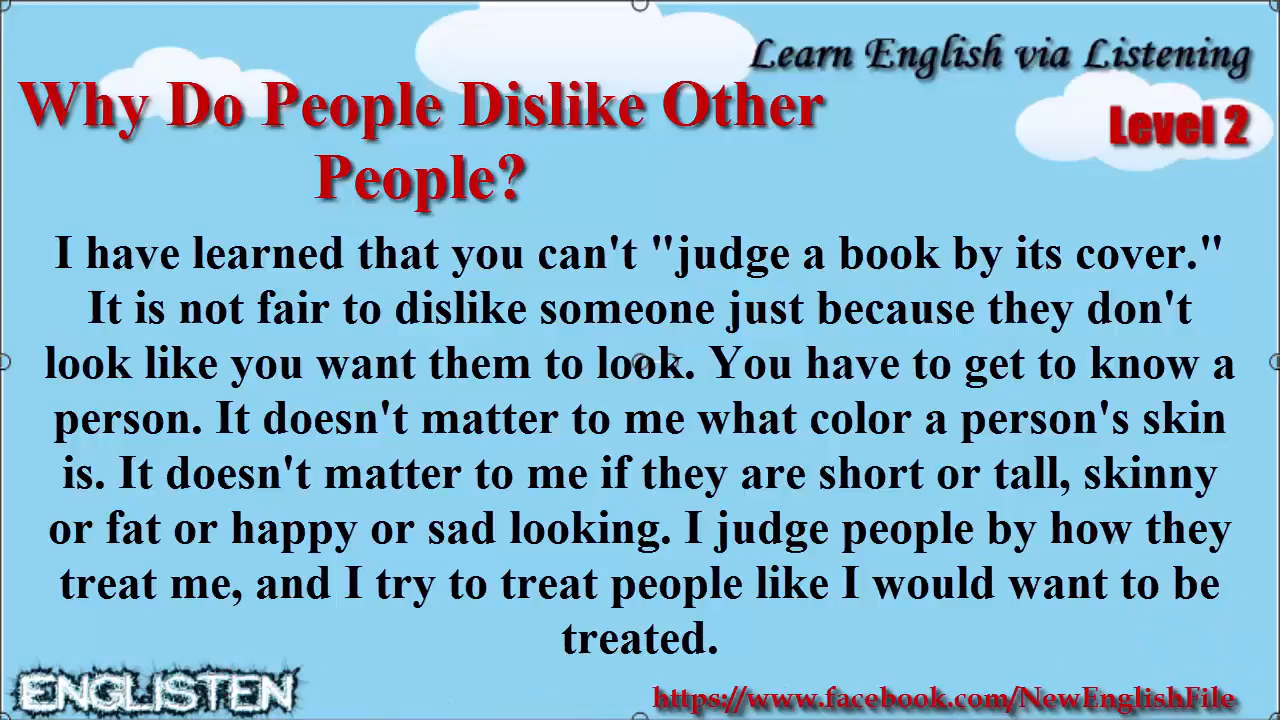 Learn English via Listening
Why Do People Dislike Other
People?
Level 2
I have learned that you can't "judge a book by its cover."
It is not fair to dislike someone just because they don't
look like you want them to look. You have to get to know a
person. It doesn't matter to me what color a person's skin
is. It doesn't matter to me if they are short or tall, skinny
or fat or happy or sad looking. I judge people by how they
treat me, and I try to treat people like I would want to be
treated.
ENGLISTEN
https://www.facebook.com/NewEnglishFile